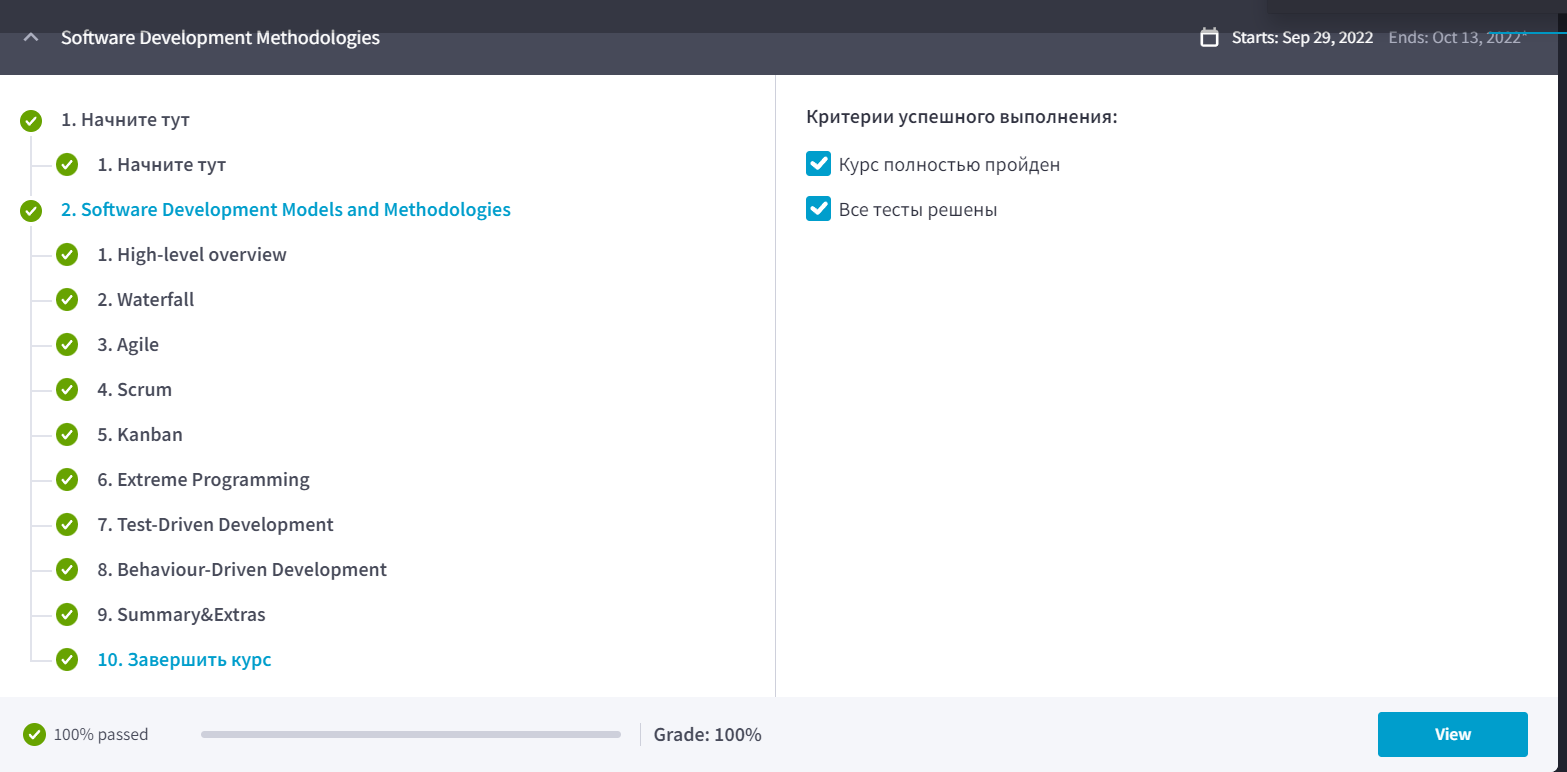 Software Development Methodologies
Starts: Sep 29, 2022 Ends: Oct 13, 2022*
1. Начните тут
1. Начните тут
2. Software Development Models and Methodologies
1. High-level overview
2. Waterfall
3. Agile
4. Scrum
5. Kanban
6. Extreme Programming
7. Test-Driven Development
8. Behaviour-Driven Development
9. Summary&Extras
10. Завершить курс
Критерии успешного выполнения:
Курс полностью пройден
Все тесты решены
100% passed
Grade: 100%
View